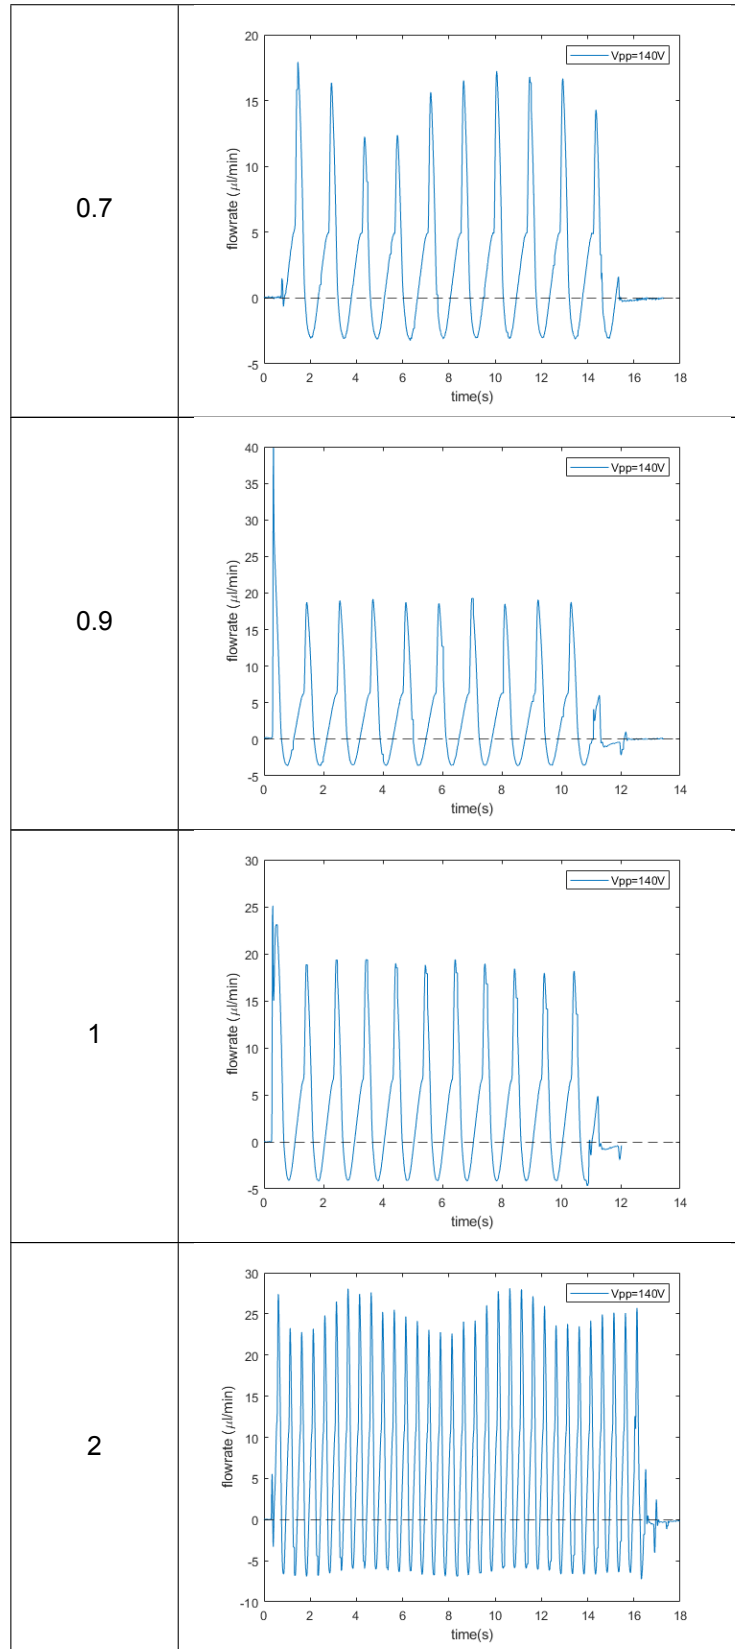 0.7
Vpp=140V
flowrate (μl/min)
20
15
10
5
0
-5
0 2 4 6 8 10 12 14 16 18
time(s)
0.9
Vpp=140V
flowrate (μl/min)
40
35
30
25
20
15
10
5
0
-5
0 2 4 6 8 10 12 14
time(s)
1
Vpp=140V
flowrate (μl/min)
30
25
20
15
10
5
0
-5
0 2 4 6 8 10 12 14
time(s)
2
Vpp=140V
flowrate (μl/min)
30
25
20
15
10
5
0
-5
-10
0 2 4 6 8 10 12 14 16 18
time(s)